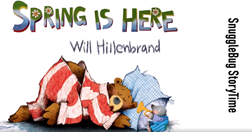 SPRING IS HERE
Will Hillenbrand
SnuggleBug StoryTime